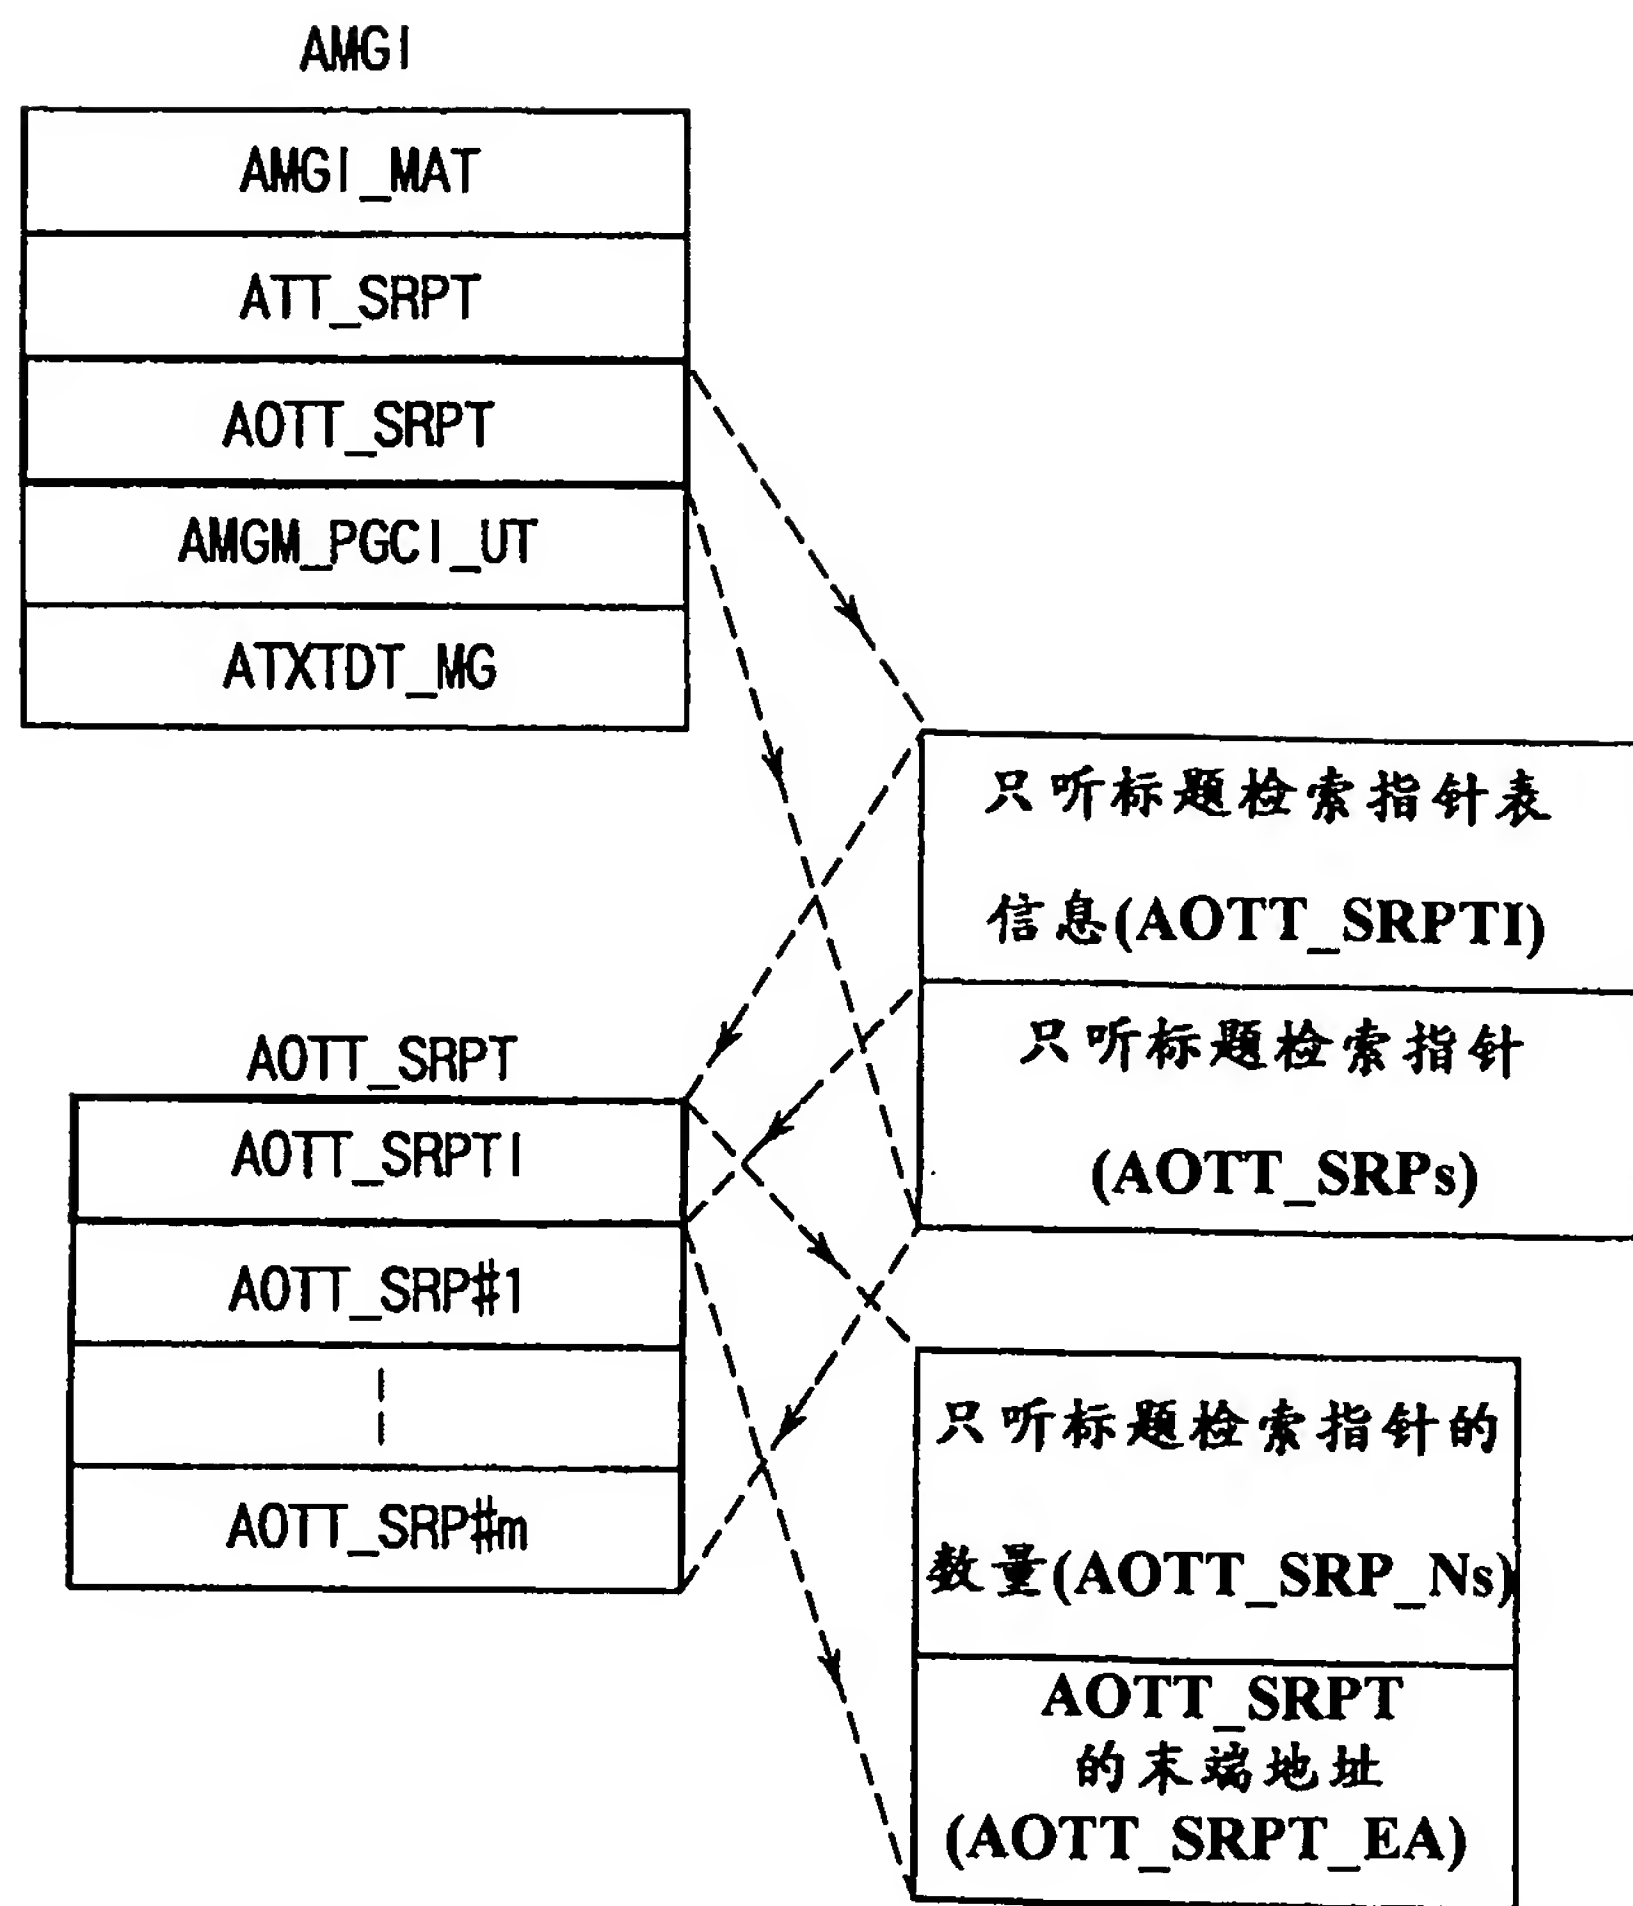 AMGI
AMGI_MAT
ATT_SRPT
AOTT_SRPT
AMGM_PGCI_UT
ATXTDT_MG
只听标题检索指针表
信息(AOTT_SRPTI)
只听标题检索指针
(AOTT_SRPs)
AOTT_SRPT
AOTT_SRPTI
AOTT_SRP#1
AOTT_SRP#m
只听标题检索指针的
数量(AOTT_SRP_Ns)
AOTT_SRPT
的末端地址
(AOTT_SRPT_EA)